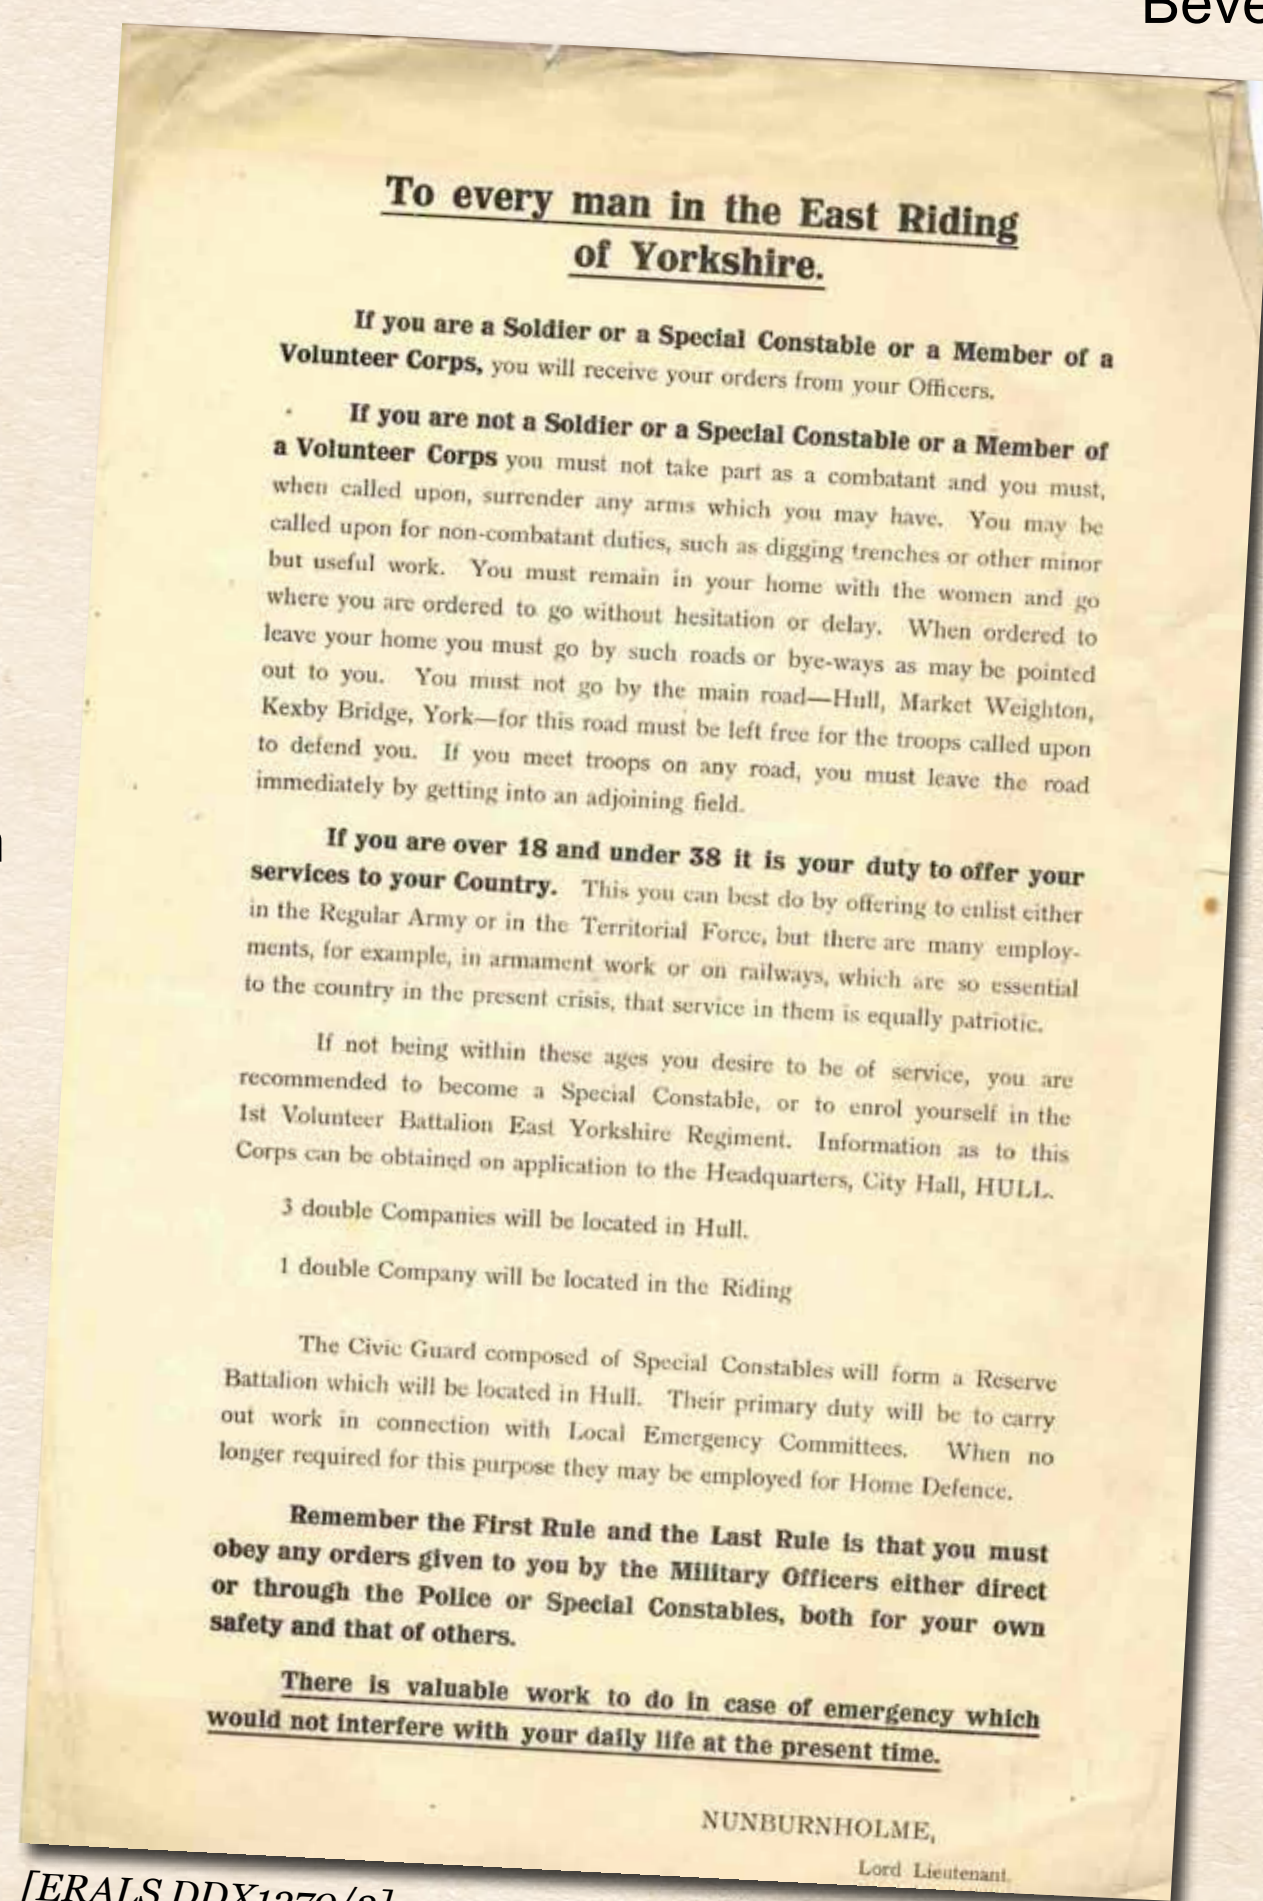 Beve
To every man in the East Riding
of Yorkshire.
If you are a Soldier or a Special Constable or a Member of a
Volunteer Corps, you will receive your orders from your Officers.
If you are not a Soldier or a Special Constable or a Member of
a Volunteer Corps you must not take part as a combatant and you must,
when called upon, surrender any arms which you may have. You may be
called upon for non-combatant duties, such as digging trenches or other minor
but useful work. You must remain in your home with the women and go
where you are ordered to go without hesitation or delay. When ordered to
leave your home you must go by such roads or bye-ways as may be pointed
out to you. You must not go by the main road—Hull, Market Weighton,
Kexby Bridge, York—for this road must be left free for the troops called upon
to defend you. If you meet troops on any road, you must leave the road
immediately by getting into an adjoining field.
If you are over 18 and under 38 it is your duty to offer your
services to your Country. This you can best do by offering to enlist either
in the Regular Army or in the Territorial Force, but there are many employ-
ments, for example, in armament work or on railways, which are so essential
to the country in the present crisis, that service in them is equally patriotic.
If not being within these ages you desire to be of service, you are
recommended to become a Special Constable, or to enrol yourself in the
1st Volunteer Battalion East Yorkshire Regiment. Information as to this
Corps can be obtained on application to the Headquarters, City Hall, HULL.
3 double Companies will be located in Hull.
1 double Company will be located in the Riding
The Civic Guard composed of Special Constables will form a Reserve
Battalion which will be located in Hull. Their primary duty will be to carry
out work in connection with Local Emergency Committees. When no
longer required for this purpose they may be employed for Home Defence.
Remember the First Rule and the Last Rule is that you must
obey any orders given to you by the Military Officers either direct
or through the Police or Special Constables, both for your own
safety and that of others.
There is valuable work to do in case of emergency which
would not interfere with your daily life at the present time.
NUNBURNHOLME,
Lord Lieutenant.
[ERALS